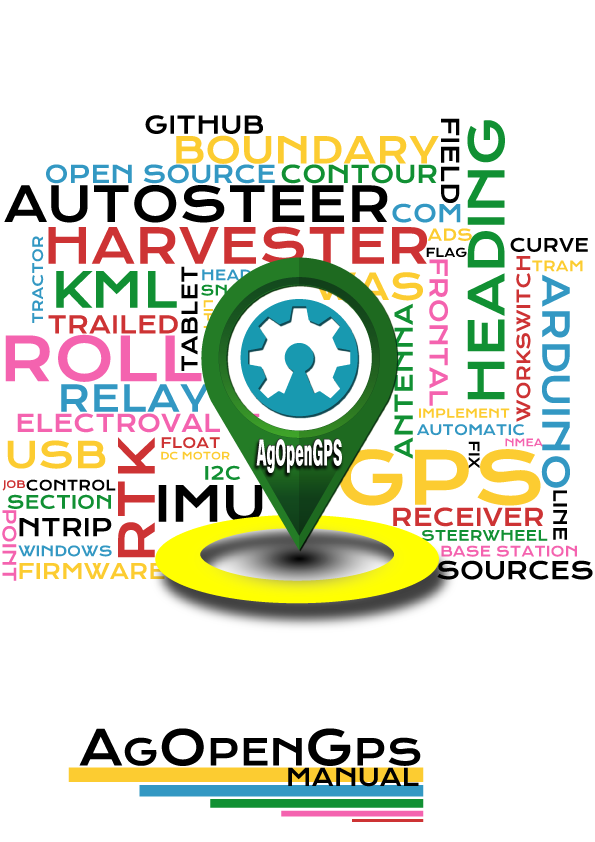 GITHUB
BOUNDARY
OPEN SOURCE
CONTOUR
FIELD
HEADING
AUTOSTEER
COM
HARVESTER
ADS
FLAG
CURVE
TRAM
TRACTOR
KML
TABLET
HEAD
SN
WAS
FRONTAL
WORKSWITCH
ARDUINO
TRAILED
ROLL
ANTENNA
RELAY
ELECTROVAL
IMPLEMENT
AUTOMATIC
NMEA
FIX
USB
RTK
FLOAT
DC MOTOR
I2C
AgOpenGPS
GPS
JOB
CONTROL
SECTION
IMU
RECEIVER
LINE
POINT
NTRIP
STEERWHEEL
WINDOWS
BASE STATION
FIRMWARE
SOURCES
AGOPENGPS
MANUAL